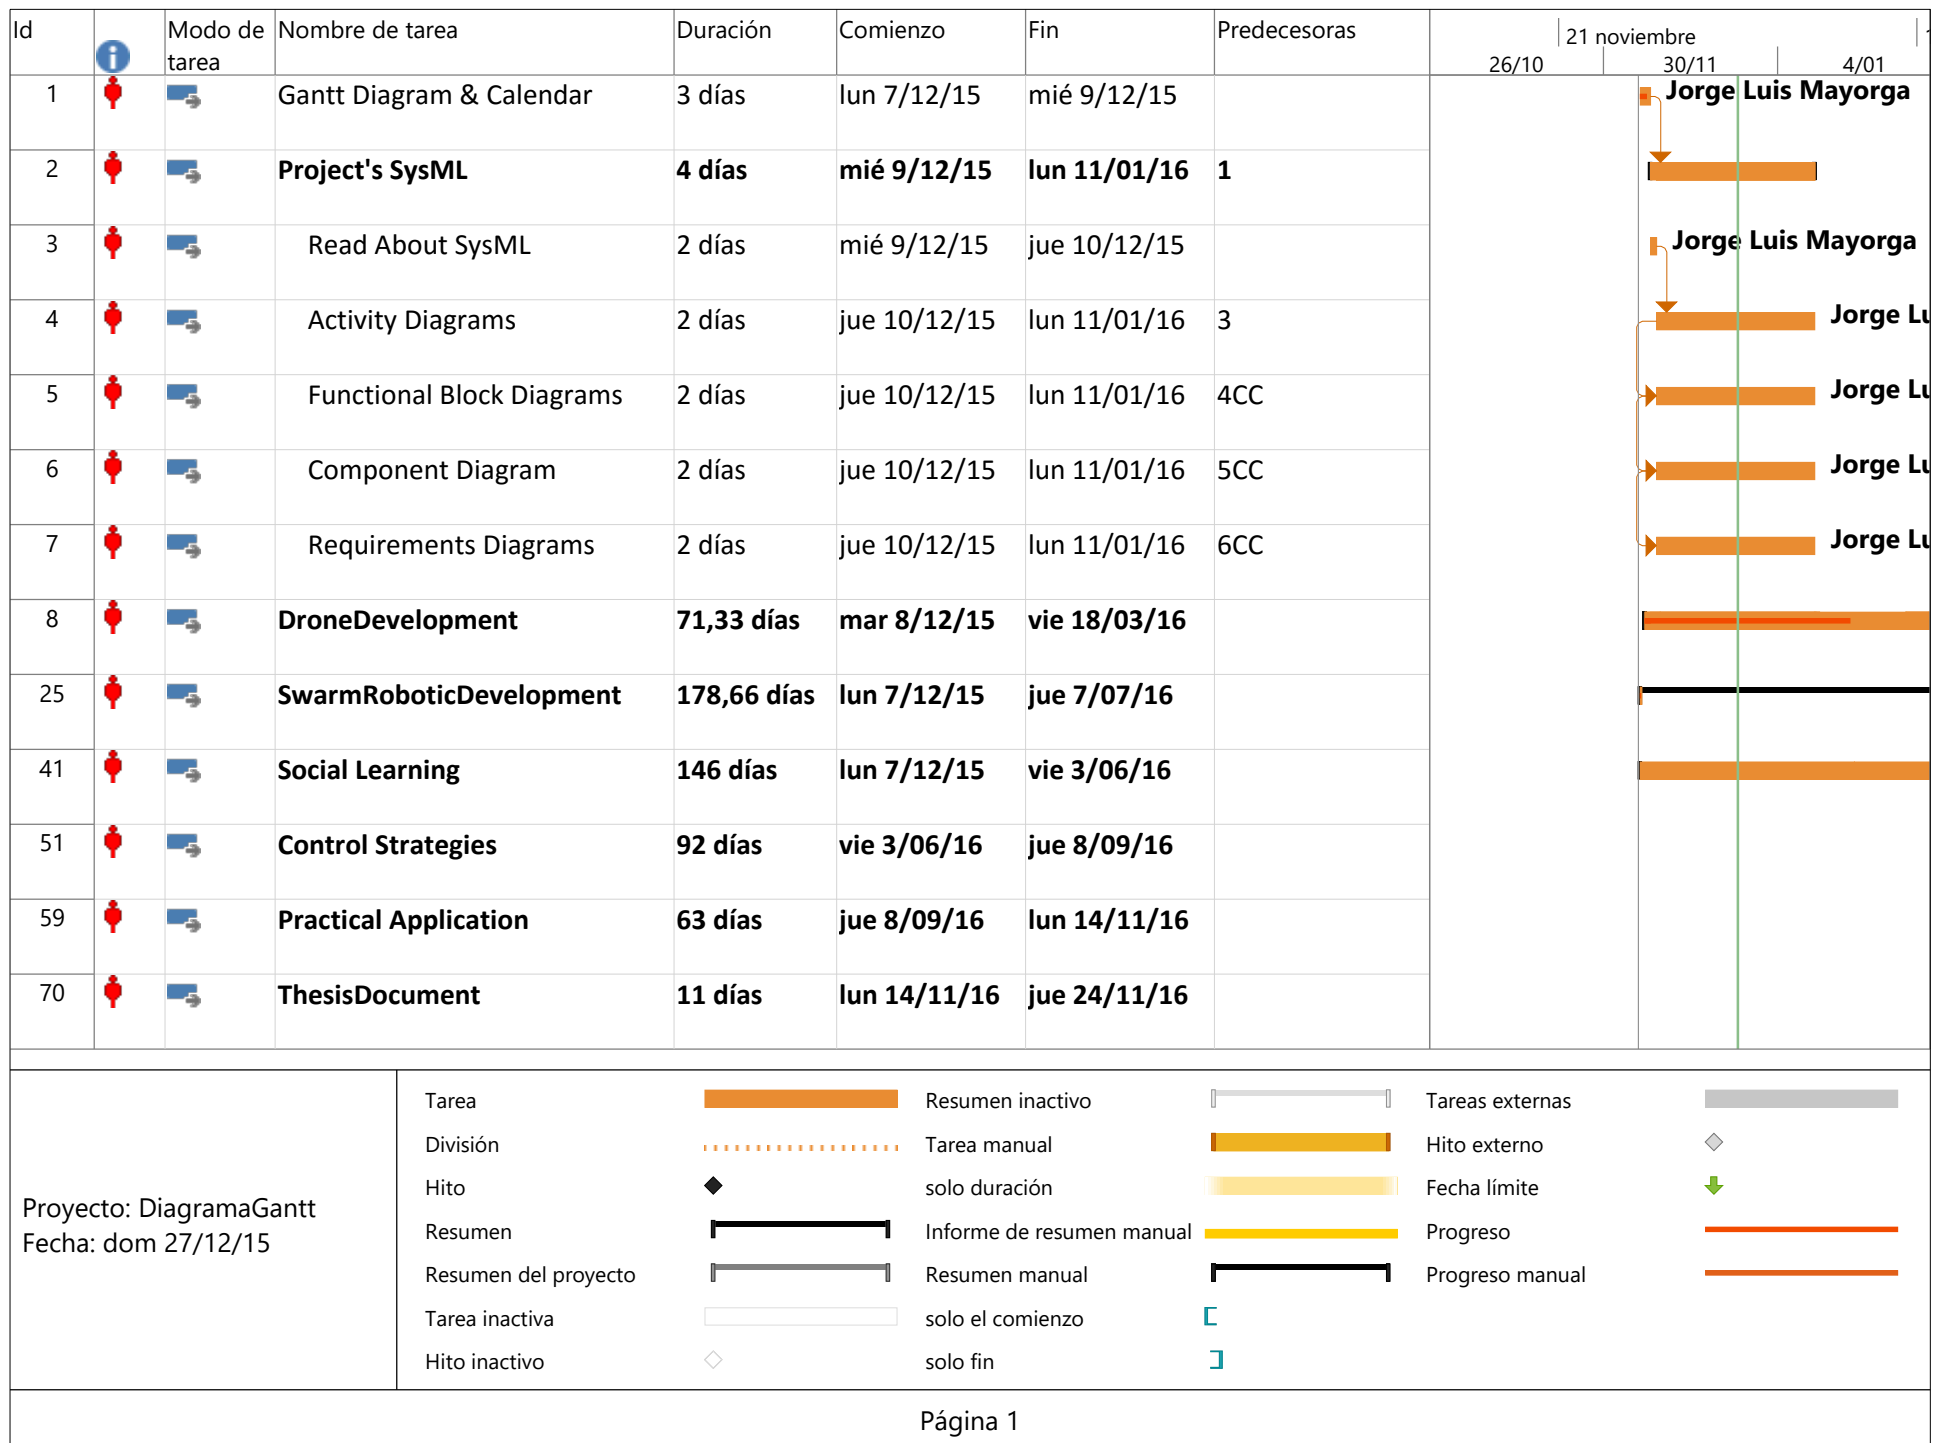 Id Modo de tarea Nombre de tarea Duración Comienzo Fin Predecesoras
21 noviembre
26/10 30/11 4/01
1 Gantt Diagram & Calendar 3 días lun 7/12/15 mié 9/12/15 Jorge Luis Mayorga
2 Project's SysML 4 días mié 9/12/15 lun 11/01/16 1
3 Read About SysML 2 días mié 9/12/15 jue 10/12/15 Jorge Luis Mayorga
4 Activity Diagrams 2 días jue 10/12/15 lun 11/01/16 3 Jorge Lu
5 Functional Block Diagrams 2 días jue 10/12/15 lun 11/01/16 4CC Jorge Lu
6 Component Diagram 2 días jue 10/12/15 lun 11/01/16 5CC Jorge Lu
7 Requirements Diagrams 2 días jue 10/12/15 lun 11/01/16 6CC Jorge Lu
8 DroneDevelopment 71,33 días mar 8/12/15 vie 18/03/16
25 SwarmRoboticDevelopment 178,66 días lun 7/12/15 jue 7/07/16
41 Social Learning 146 días lun 7/12/15 vie 3/06/16
51 Control Strategies 92 días vie 3/06/16 jue 8/09/16
59 Practical Application 63 días jue 8/09/16 lun 14/11/16
70 ThesisDocument 11 días lun 14/11/16 jue 24/11/16
Proyecto: DiagramaGantt
Fecha: dom 27/12/15
Tarea Resumen inactivo Tareas externas
División Tarea manual Hito externo
Hito solo duración Fecha límite
Resumen Informe de resumen manual Progreso
Resumen del proyecto Resumen manual Progreso manual
Tarea inactiva solo el comienzo
Hito inactivo solo fin
Página 1